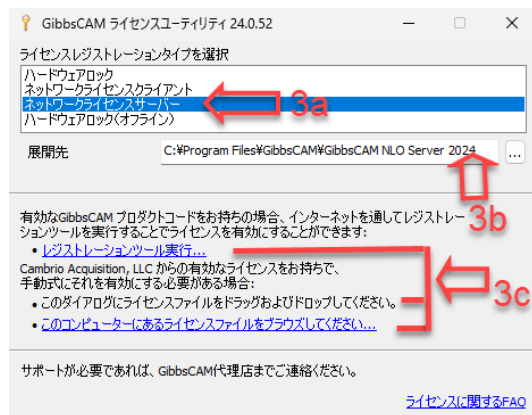 GibbsCAM ライセンスユーティリティ 24.0.52
ライセンスレジストレーションタイプを選択
ハードウェアロック
ネットワークライセンスクライアント
ネットワークライセンスサーバー
3a
ハードウェアロック(オフライン)
展開先
C:¥Program Files¥GibbsCAM¥GibbsCAM NLO Server 2024
...
3b
有効なGibbsCAM プロダクトコードをお持ちの場合、インターネットを通してレジストレー
ションツールを実行することでライセンスを有効にすることができます:
• レジストレーションツール実行...
Cambrio Acquisition, LLC からの有効なライセンスをお持ちで、
手動式にそれを有効にする必要がある場合:
3c
• このダイアログにライセンスファイルをドラッグおよびドロップしてください。
• このコンピューターにあるライセンスファイルをブラウズしてください...
サポートが必要であれば、GibbsCAM代理店までご連絡ください。
ライセンスに関するFAQ